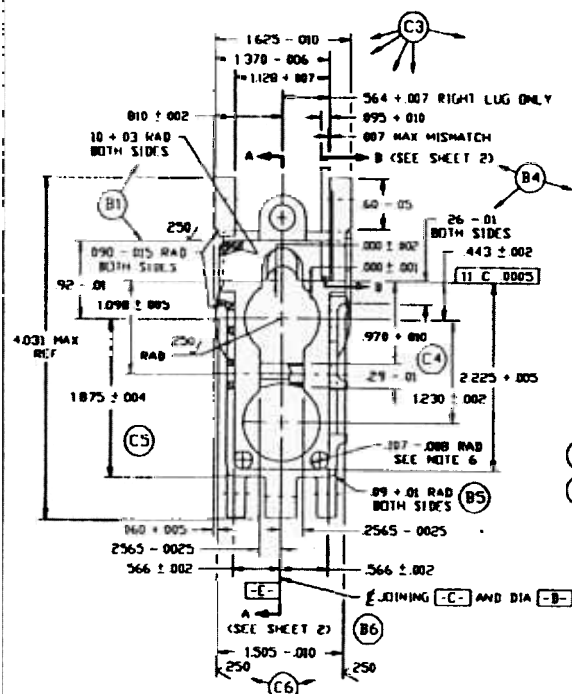 C3
1.625 -.010
1.370 -.006
1.128 +.007
.564 +.007 RIGHT LUG ONLY
.810 ±.002
.095 +.010
.007 MAX MISMATCH
.10 +.03 RAD
BOTH SIDES
A
B (SEE SHEET 2)
B4
B1
.60 -.05
.250
.26 -.01
BOTH SIDES
.090 -.015 RAD
BOTH SIDES
.000 ±.002
.443 ±.002
.000 ±.001
11 C .0005
B
.92 -.01
1.098 ±.005
4.031 MAX
REF
.250
RAD
.970 +.010
C4
.29 -.01
2.225 +.005
1.230 ±.002
1.875 ±.004
C5
.107 -.008 RAD
SEE NOTE 6
.09 +.01 RAD
BOTH SIDES
B5
.060 +.005
.2565 -.0025
.2565 -.0025
.566 ±.002
.566 ±.002
-E-
℄ JOINING -C- AND DIA -B-
A
(SEE SHEET 2)
B6
1.505 -.010
.250
.250
C6